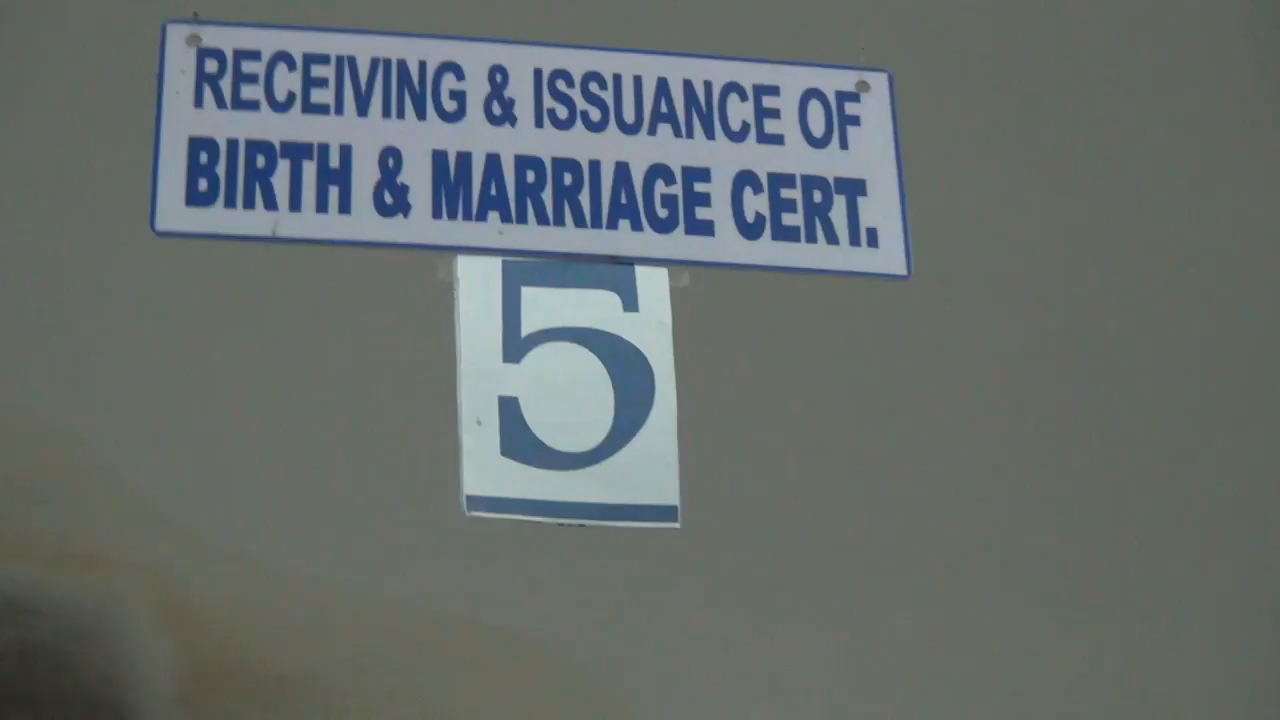 RECEIVING & ISSUANCE OF
BIRTH & MARRIAGE CERT.
5